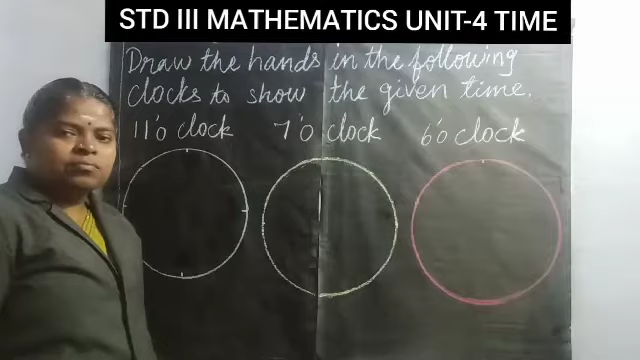 STD III MATHEMATICS UNIT-4 TIME
Draw the hands in the following
clocks to show the given time.
11'o clock 7'o clock 6'o clock